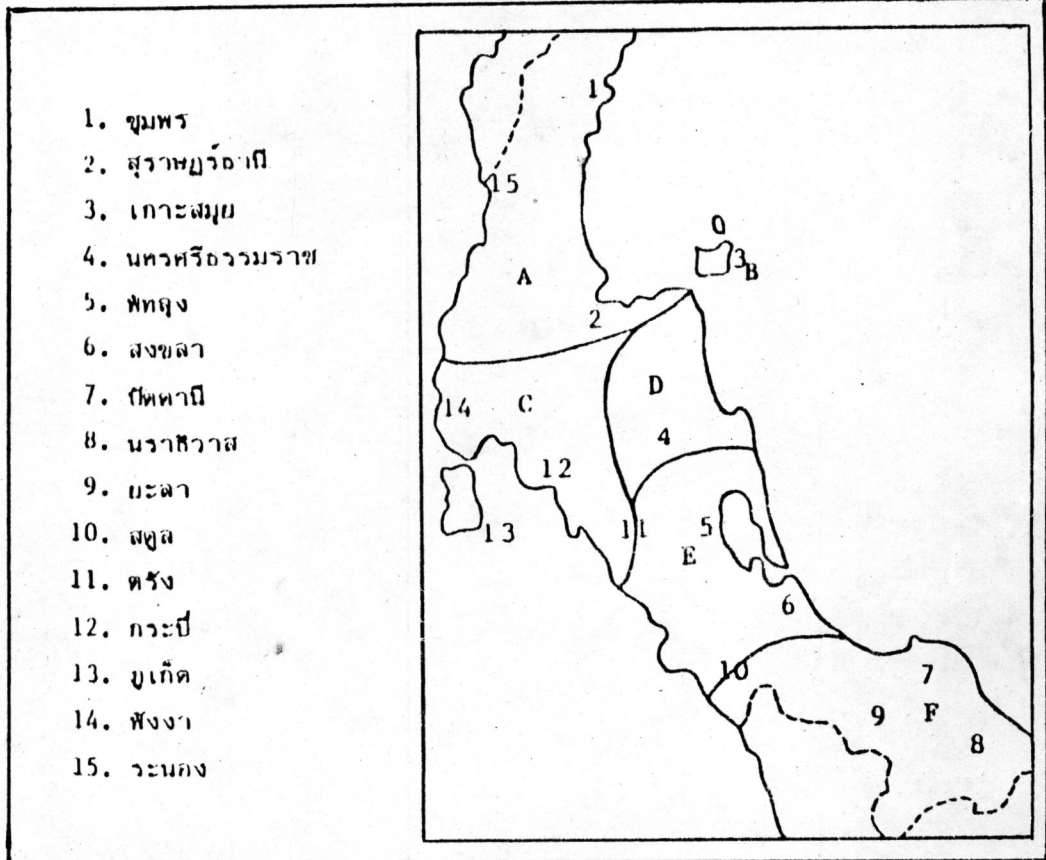 1. ชุมพร
2. สุราษฎร์ธานี
3. เกาะสมุย
4. นครศรีธรรมราช
5. พัทลุง
6. สงขลา
7. ปัตตานี
8. นราธิวาส
9. ยะลา
10. สตูล
11. ตรัง
12. กระบี่
13. ภูเก็ต
14. พังงา
15. ระนอง
1
15
0
3 B
A
2
D
14 C
4
12
13
11
5
E
6
10
7
9 F
8